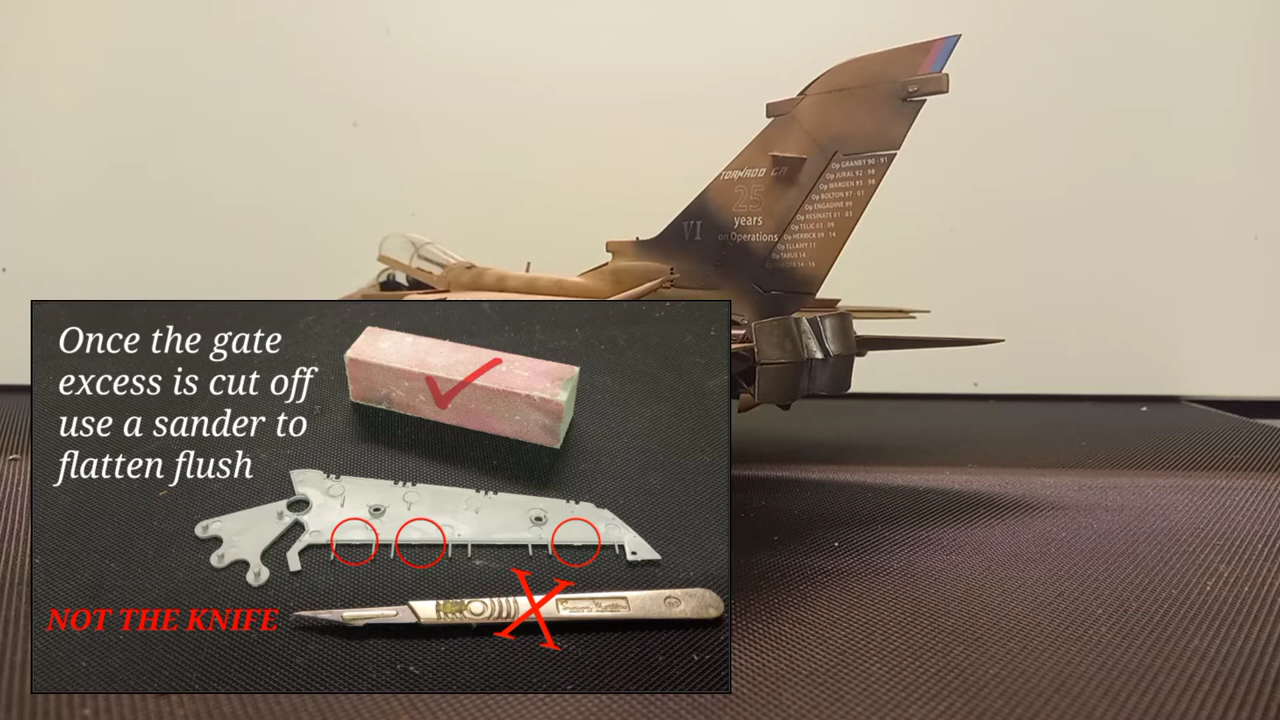 TORNADO GR
25
years
on Operations
VI
Op GRANBY 90 - 91
Op JURAL 92 - 98
Op WARDEN 95 - 98
Op BOLTON 97 - 01
Op ENGADINE 99
Op RESINATE 01 - 03
Op TELIC 03 - 09
Op HERRICK 09 - 14
Op ELLAMY 11
Op TARUS 14
Once the gate
excess is cut off
use a sander to
flatten flush
NOT THE KNIFE
X